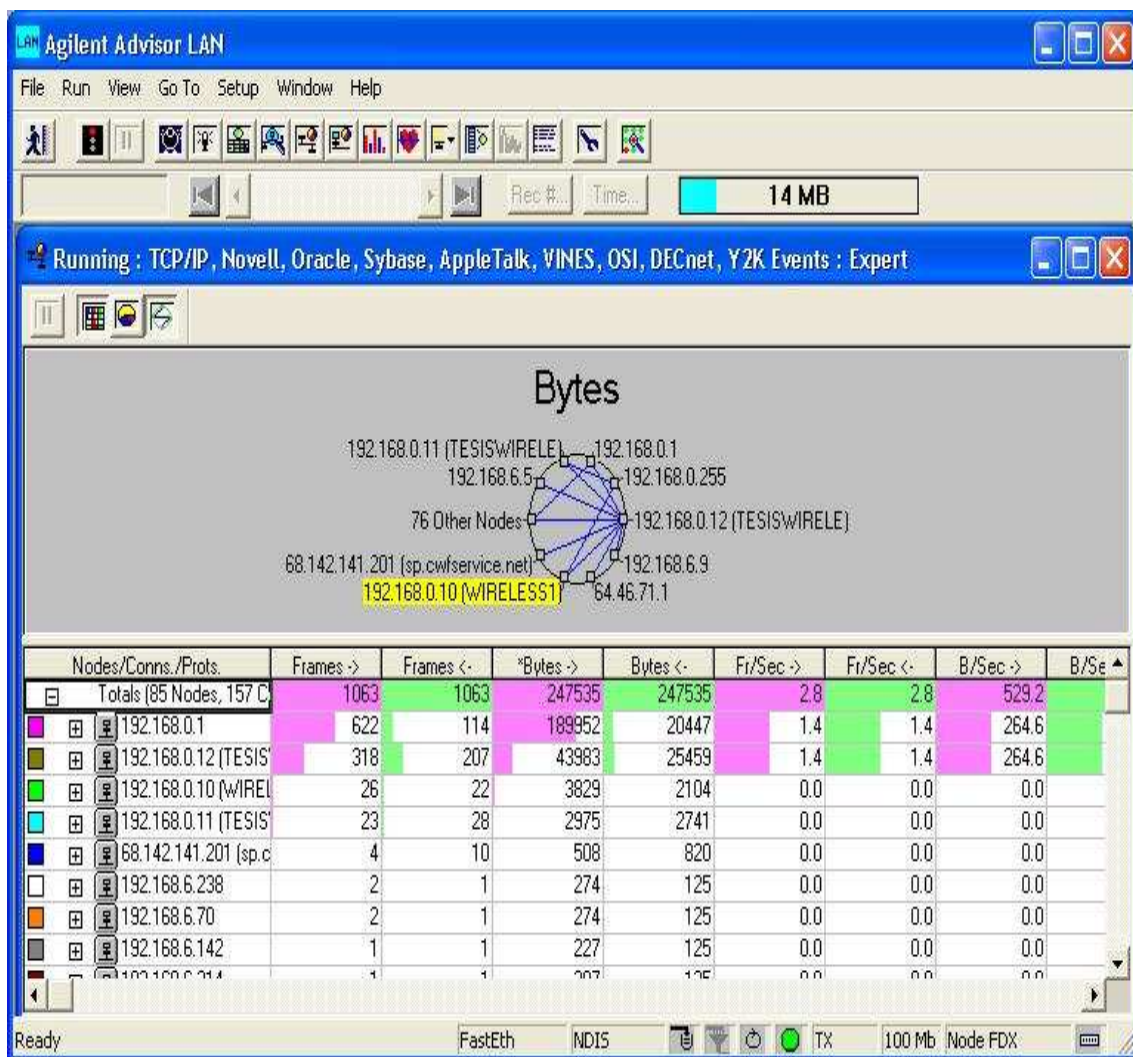 LAN Agilent Advisor LAN
File Run View Go To Setup Window Help
Rec #... Time... 14 MB
Running : TCP/IP, Novell, Oracle, Sybase, AppleTalk, VINES, OSI, DECnet, Y2K Events : Expert
Bytes
192.168.0.11 (TESISWIRELE) 192.168.0.1
192.168.6.5 192.168.0.255
76 Other Nodes 192.168.0.12 (TESISWIRELE)
68.142.141.201 (sp.cwfservice.net) 192.168.6.9
192.168.0.10 (WIRELESS1) 64.46.71.1
Nodes/Conns./Prots. Frames -> Frames <- *Bytes -> Bytes <- Fr/Sec -> Fr/Sec <- B/Sec -> B/Se
Totals (85 Nodes, 157 C 1063 1063 247535 247535 2.8 2.8 529.2
192.168.0.1 622 114 189952 20447 1.4 1.4 264.6
192.168.0.12 (TESIS 318 207 43983 25459 1.4 1.4 264.6
192.168.0.10 (WIREL 26 22 3829 2104 0.0 0.0 0.0
192.168.0.11 (TESIS 23 28 2975 2741 0.0 0.0 0.0
68.142.141.201 (sp.c 4 10 508 820 0.0 0.0 0.0
192.168.6.238 2 1 274 125 0.0 0.0 0.0
192.168.6.70 2 1 274 125 0.0 0.0 0.0
192.168.6.142 1 1 227 125 0.0 0.0 0.0
Ready FastEth NDIS TX 100 Mb Node FDX